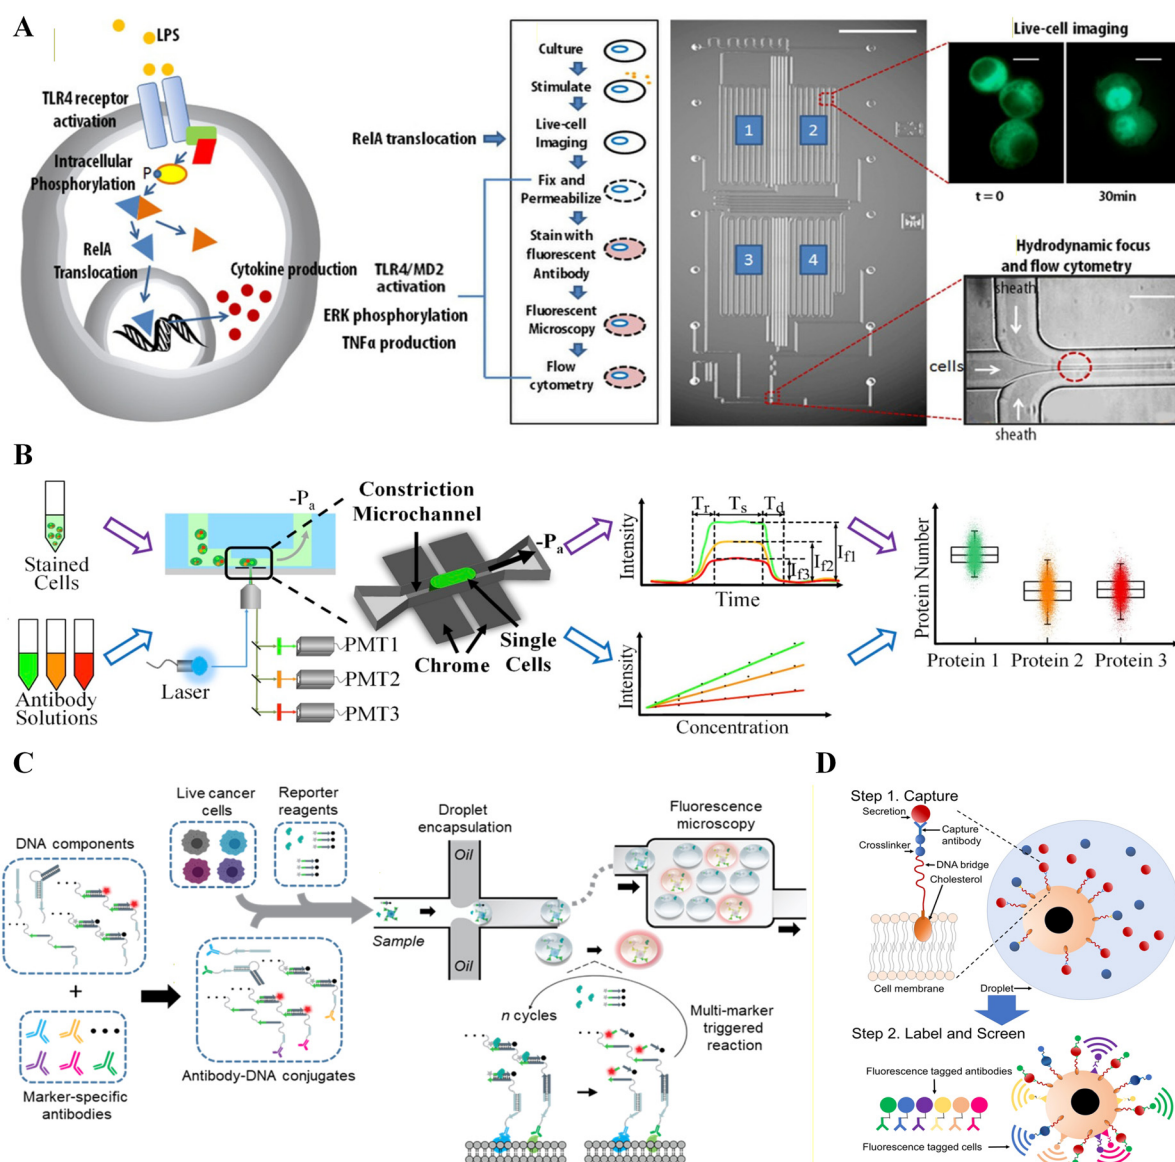 A
LPS
TLR4 receptor
activation
Intracellular
Phosphorylation
P
RelA
Translocation
Cytokine production
RelA translocation
TLR4/MD2
activation
ERK phosphorylation
TNFα production
Culture
Stimulate
Live-cell
Imaging
Fix and
Permeabilize
Stain with
fluorescent
Antibody
Fluorescent
Microscopy
Flow
cytometry
1
2
3
4
Live-cell imaging
t = 0
30min
Hydrodynamic focus
and flow cytometry
sheath
cells
sheath
B
Stained
Cells
Antibody
Solutions
-Pa
Laser
PMT1
PMT2
PMT3
Constriction
Microchannel
-Pa
Chrome
Single
Cells
Intensity
Tr
Ts
Td
If1
If2
If3
Time
Intensity
Concentration
Protein Number
Protein 1
Protein 2
Protein 3
C
DNA components
+
Marker-specific
antibodies
Live cancer
cells
Reporter
reagents
Antibody-DNA conjugates
Droplet
encapsulation
Oil
Sample
Oil
Fluorescence
microscopy
n cycles
Multi-marker
triggered
reaction
D
Step 1. Capture
Secretion
Capture
antibody
Crosslinker
DNA bridge
Cholesterol
Cell membrane
Droplet
Step 2. Label and Screen
Fluorescence tagged antibodies
Fluorescence tagged cells